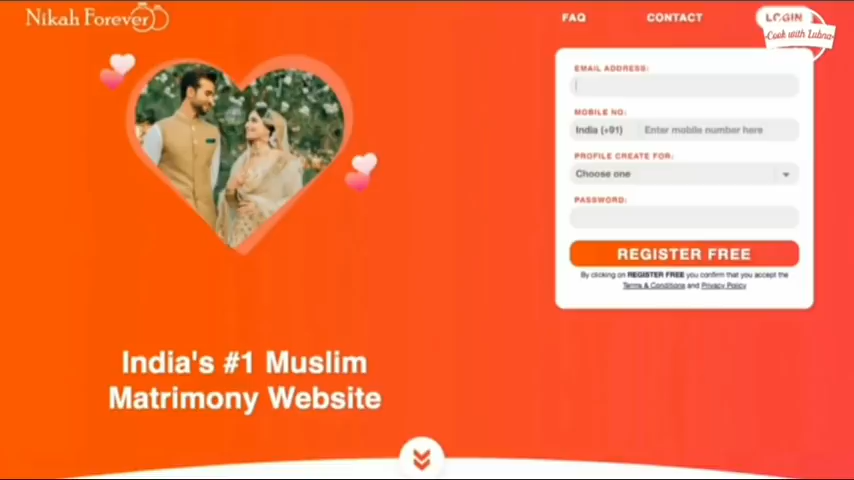 Nikah Forever
FAQ
CONTACT
LOGIN
Cook with Lubna
EMAIL ADDRESS:
MOBILE NO:
India (+91)
Enter mobile number here
PROFILE CREATE FOR:
Choose one
PASSWORD:
REGISTER FREE
By clicking on REGISTER FREE you confirm that you accept the
Terms & Conditions and Privacy Policy
India's #1 Muslim
Matrimony Website